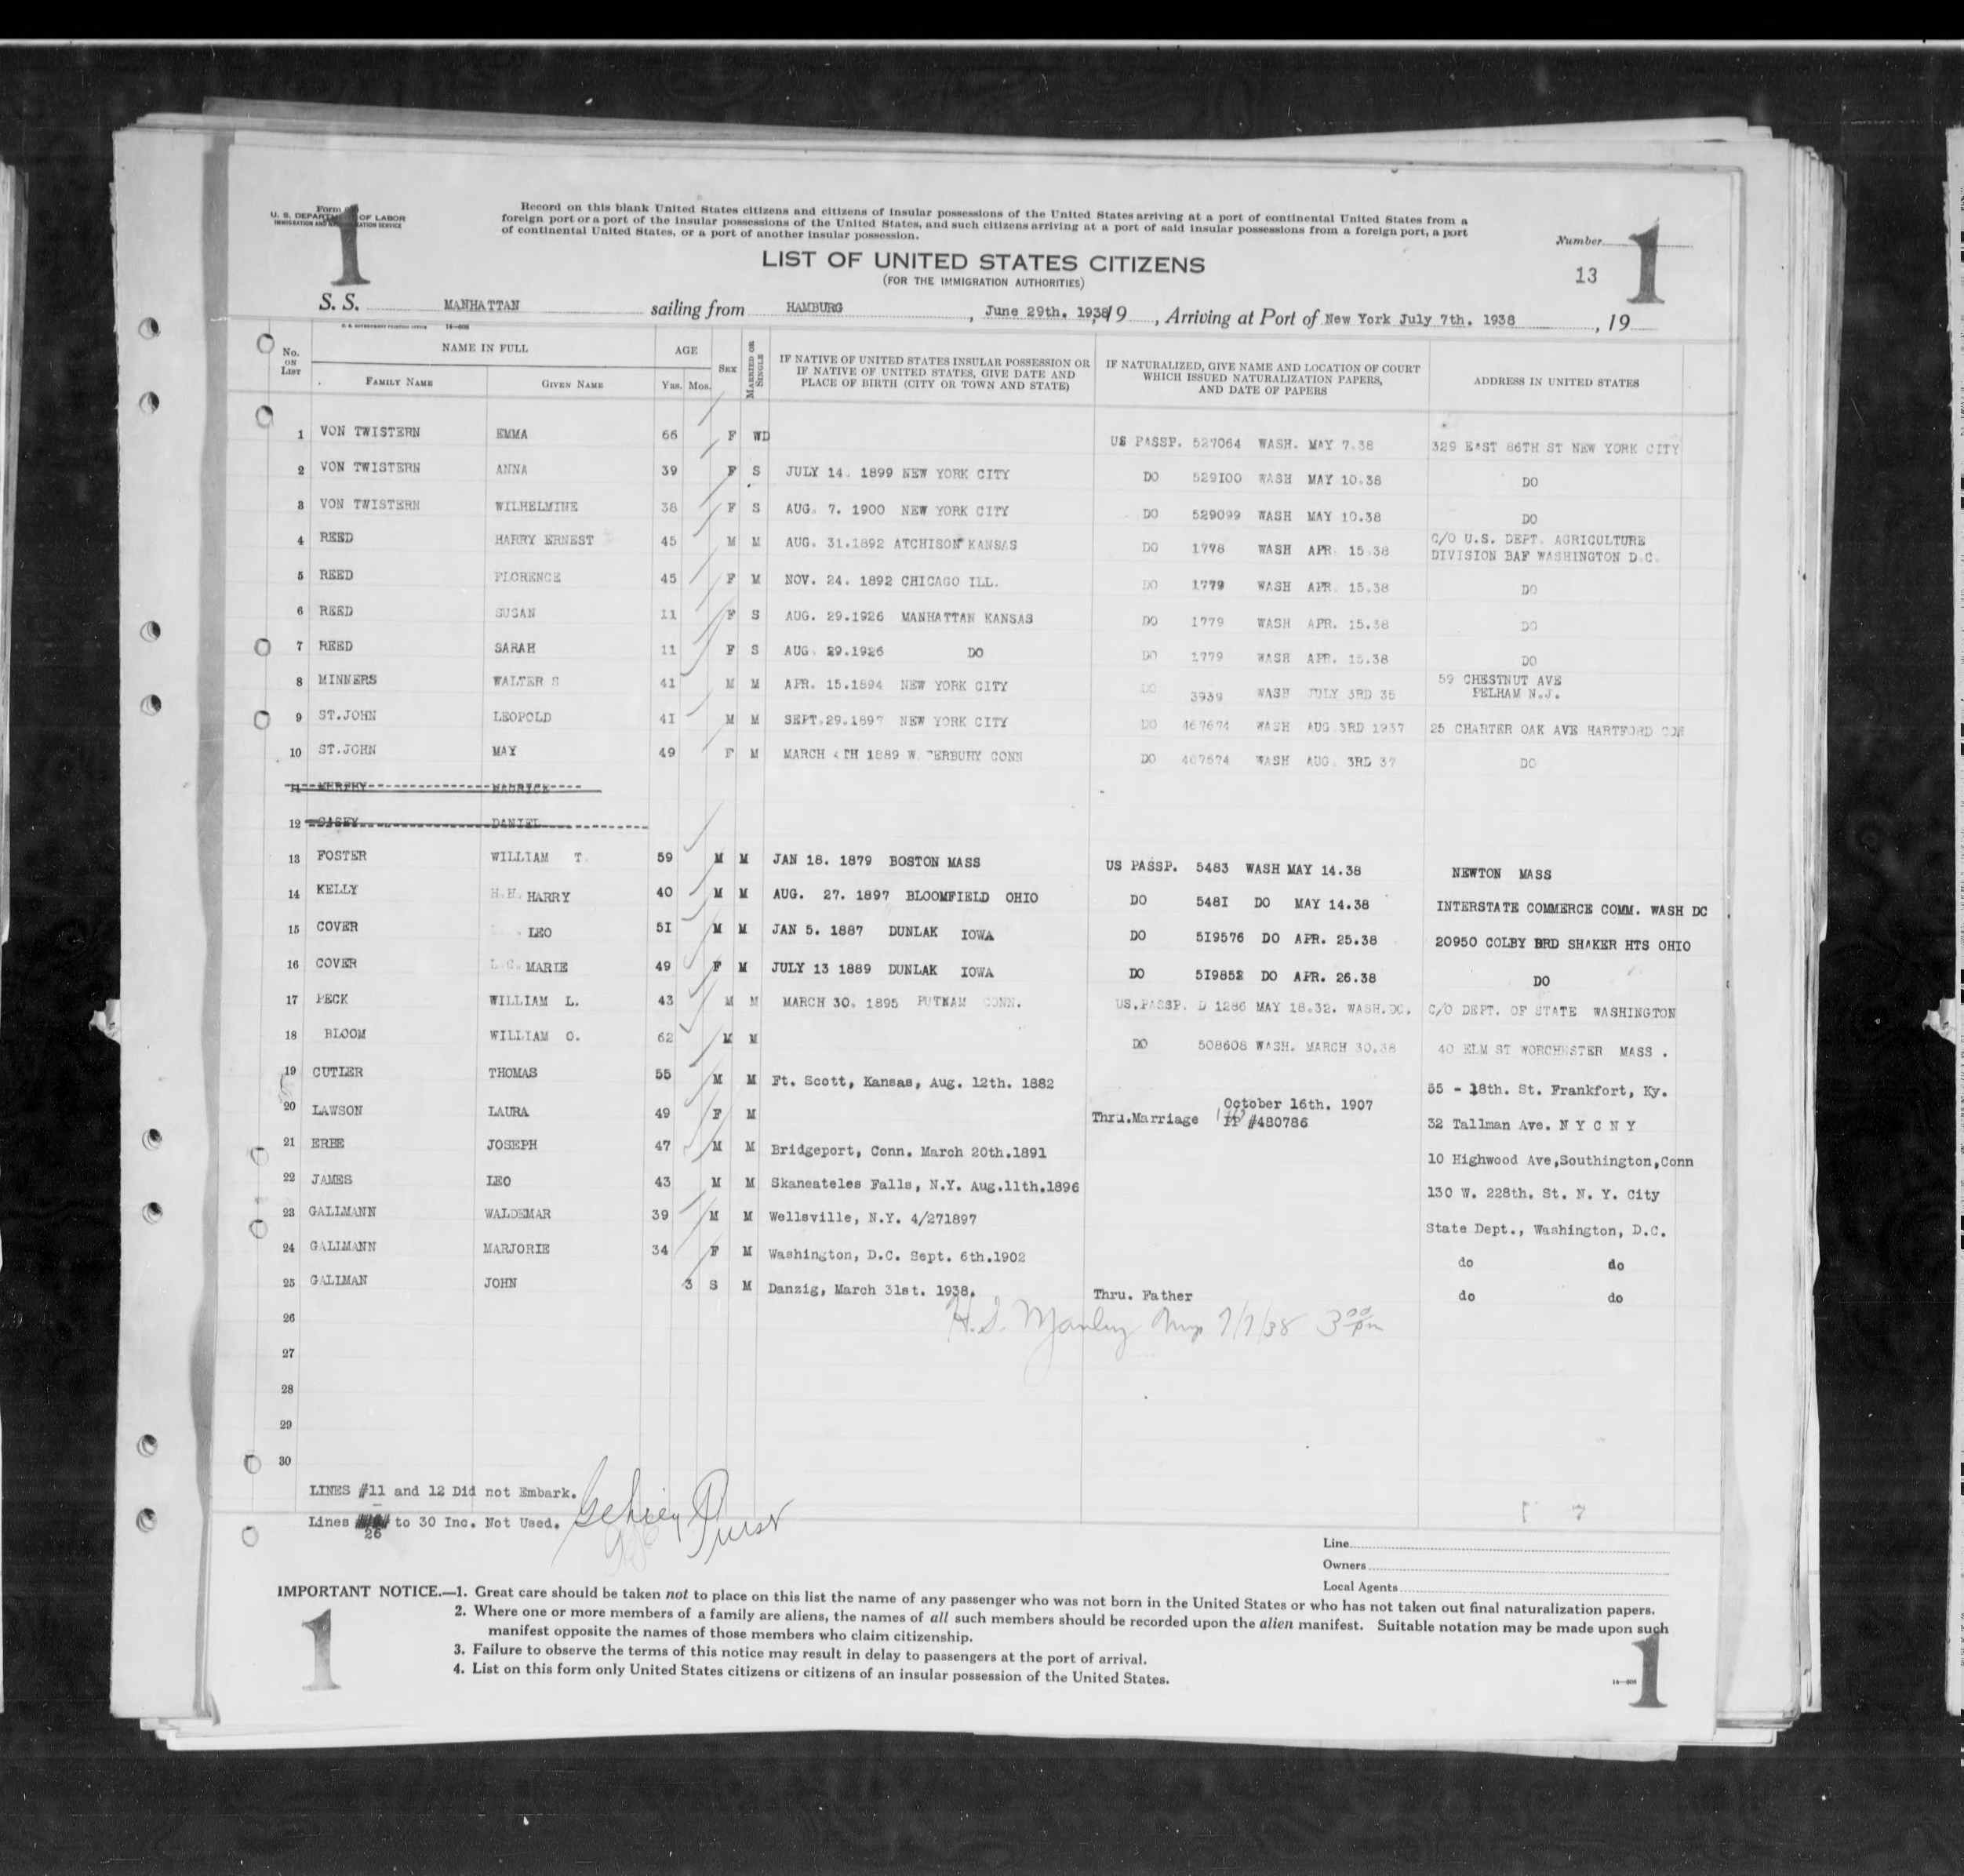 1
Form
U. S. DEPARTMENT OF LABOR
IMMIGRATION AND NATURALIZATION SERVICE
Record on this blank United States citizens and citizens of insular possessions of the United States arriving at a port of continental United States from a
foreign port or a port of the insular possessions of the United States, and such citizens arriving at a port of said insular possessions from a foreign port, a port
of continental United States, or a port of another insular possession.
Number
1
13
LIST OF UNITED STATES CITIZENS
(FOR THE IMMIGRATION AUTHORITIES)
S. S. MANHATTAN sailing from HAMBURG, June 29th. 1938, 19, Arriving at Port of New York July 7th. 1938, 19
U. S. GOVERNMENT PRINTING OFFICE 14—608
No. ON LIST NAME IN FULL AGE SEX MARRIED OR SINGLE IF NATIVE OF UNITED STATES INSULAR POSSESSION OR IF NATIVE OF UNITED STATES, GIVE DATE AND PLACE OF BIRTH (CITY OR TOWN AND STATE) IF NATURALIZED, GIVE NAME AND LOCATION OF COURT WHICH ISSUED NATURALIZATION PAPERS, AND DATE OF PAPERS ADDRESS IN UNITED STATES
FAMILY NAME GIVEN NAME Yrs. Mos.
1 VON TWISTERN EMMA 66 F WD US PASSP. 527064 WASH. MAY 7.38 329 EAST 86TH ST NEW YORK CITY
2 VON TWISTERN ANNA 39 F S JULY 14. 1899 NEW YORK CITY DO 529I00 WASH MAY 10.38 DO
3 VON TWISTERN WILHELMINE 38 F S AUG. 7. 1900 NEW YORK CITY DO 529099 WASH MAY 10.38 DO
4 REED HARRY ERNEST 45 M M AUG. 31.1892 ATCHISON KANSAS DO 1778 WASH APR. 15.38 C/O U.S. DEPT. AGRICULTURE
DIVISION BAF WASHINGTON D.C.
5 REED FLORENCE 45 F M NOV. 24. 1892 CHICAGO ILL. DO 1779 WASH APR. 15.38 DO
6 REED SUSAN 11 F S AUG. 29.1926 MANHATTAN KANSAS DO 1779 WASH APR. 15.38 DO
7 REED SARAH 11 F S AUG. 29.1926 DO DO 1779 WASH APR. 15.38 DO
8 MINNERS WALTER S 41 M M APR. 15.1894 NEW YORK CITY DO 3939 WASH JULY 3RD 36 59 CHESTNUT AVE
PELHAM N.J.
9 ST.JOHN LEOPOLD 4I M M SEPT.29.1897 NEW YORK CITY DO 467674 WASH AUG 3RD 1937 25 CHARTER OAK AVE HARTFORD CON
10 ST.JOHN MAY 49 F M MARCH 4TH 1889 W TERBURY CONN DO 467674 WASH AUG. 3RD 37 DO
11 MURPHY MAURICE
12 CASEY DANIEL
13 FOSTER WILLIAM T. 59 M M JAN 18. 1879 BOSTON MASS US PASSP. 5483 WASH MAY 14.38 NEWTON MASS
14 KELLY H.H. HARRY 40 M M AUG. 27. 1897 BLOOMFIELD OHIO DO 548I DO MAY 14.38 INTERSTATE COMMERCE COMM. WASH DC
15 COVER LEO 5I M M JAN 5. 1887 DUNLAK IOWA DO 5I9576 DO APR. 25.38 20950 COLBY BRD SHAKER HTS OHIO
16 COVER L.C. MARIE 49 F M JULY 13 1889 DUNLAK IOWA DO 5I9852 DO APR. 26.38 DO
17 PECK WILLIAM L. 43 M M MARCH 30. 1895 PUTNAM CONN. US.PASSP. D 1286 MAY 18.32. WASH.DC. C/O DEPT. OF STATE WASHINGTON
18 BLOOM WILLIAM O. 62 M M DO 508608 WASH. MARCH 30.38 40 ELM ST WORCHESTER MASS .
19 CUTLER THOMAS 55 M M Ft. Scott, Kansas, Aug. 12th. 1882 55 - 18th. St. Frankfort, Ky.
20 LAWSON LAURA 49 F M Thru.Marriage October 16th. 1907
PP #480786 32 Tallman Ave. N Y C N Y
21 ERBE JOSEPH 47 M M Bridgeport, Conn. March 20th.1891 10 Highwood Ave,Southington,Conn
22 JAMES LEO 43 M M Skaneateles Falls, N.Y. Aug.11th.1896 130 W. 228th. St. N. Y. City
23 GALLMANN WALDEMAR 39 M M Wellsville, N.Y. 4/271897 State Dept., Washington, D.C.
24 GALLMANN MARJORIE 34 F M Washington, D.C. Sept. 6th.1902 do do
25 GALLMAN JOHN 3 S M Danzig, March 31st. 1938. Thru. Father do do
26 7/7/38 3 00 pm
27
28
29
30
LINES #11 and 12 Did not Embark.
Lines 26 to 30 Inc. Not Used. Purser
Line
Owners
Local Agents
IMPORTANT NOTICE.—1. Great care should be taken not to place on this list the name of any passenger who was not born in the United States or who has not taken out final naturalization papers.
2. Where one or more members of a family are aliens, the names of all such members should be recorded upon the alien manifest. Suitable notation may be made upon such
manifest opposite the names of those members who claim citizenship.
3. Failure to observe the terms of this notice may result in delay to passengers at the port of arrival.
4. List on this form only United States citizens or citizens of an insular possession of the United States.
1
14—608
1